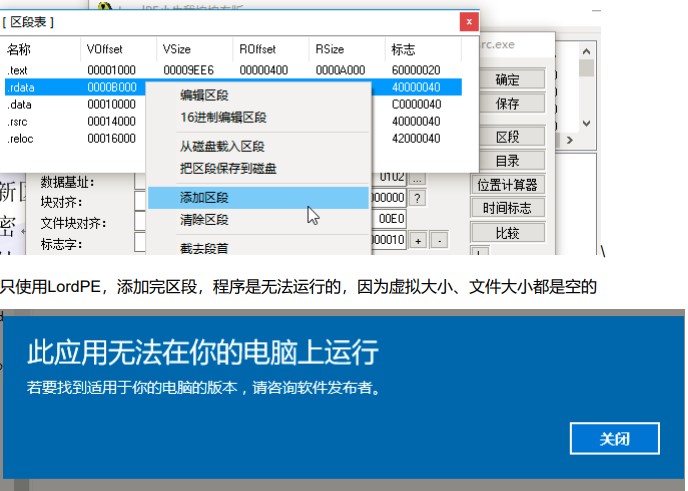 [ 区段表 ]
rc.exe
名称 VOffset VSize ROffset RSize 标志
.text 00001000 00009EE6 00000400 0000A000 60000020
.rdata 0000B000 40000040
.data 00010000 C0000040
.rsrc 00014000 40000040
.reloc 00016000 42000040
编辑区段
16进制编辑区段
从磁盘载入区段
把区段保存到磁盘
添加区段
清除区段
截去段首
确定
保存
区段
目录
位置计算器
时间标志
比较
数据基址: 0102 ...
块对齐: 00000 ?
文件块对齐: 00E0
标志字: 00010 + -
只使用LordPE，添加完区段，程序是无法运行的，因为虚拟大小、文件大小都是空的
此应用无法在你的电脑上运行
若要找到适用于你的电脑的版本，请咨询软件发布者。
关闭